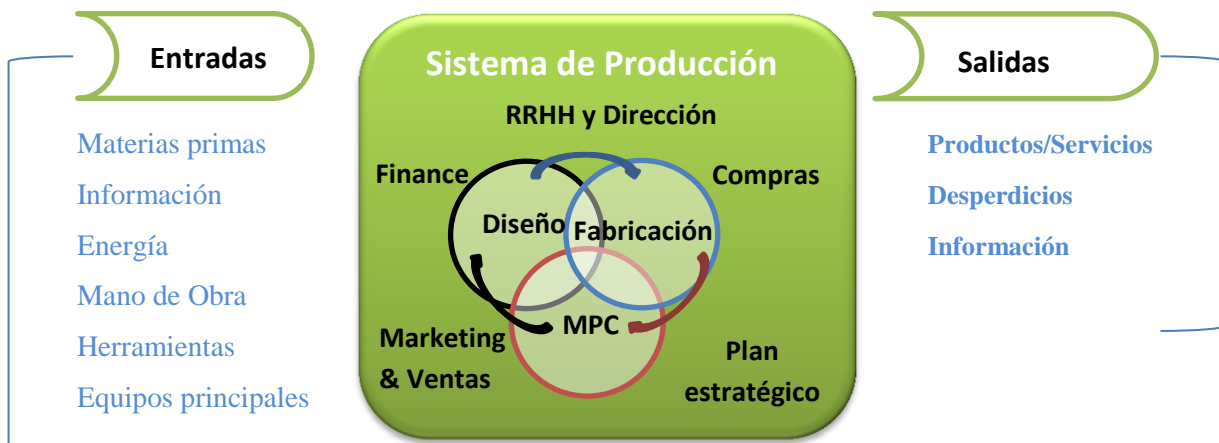 Entradas
Materias primas
Información
Energía
Mano de Obra
Herramientas
Equipos principales
Sistema de Producción
RRHH y Dirección
Finance
Compras
Diseño
Fabricación
MPC
Marketing
& Ventas
Plan
estratégico
Salidas
Productos/Servicios
Desperdicios
Información